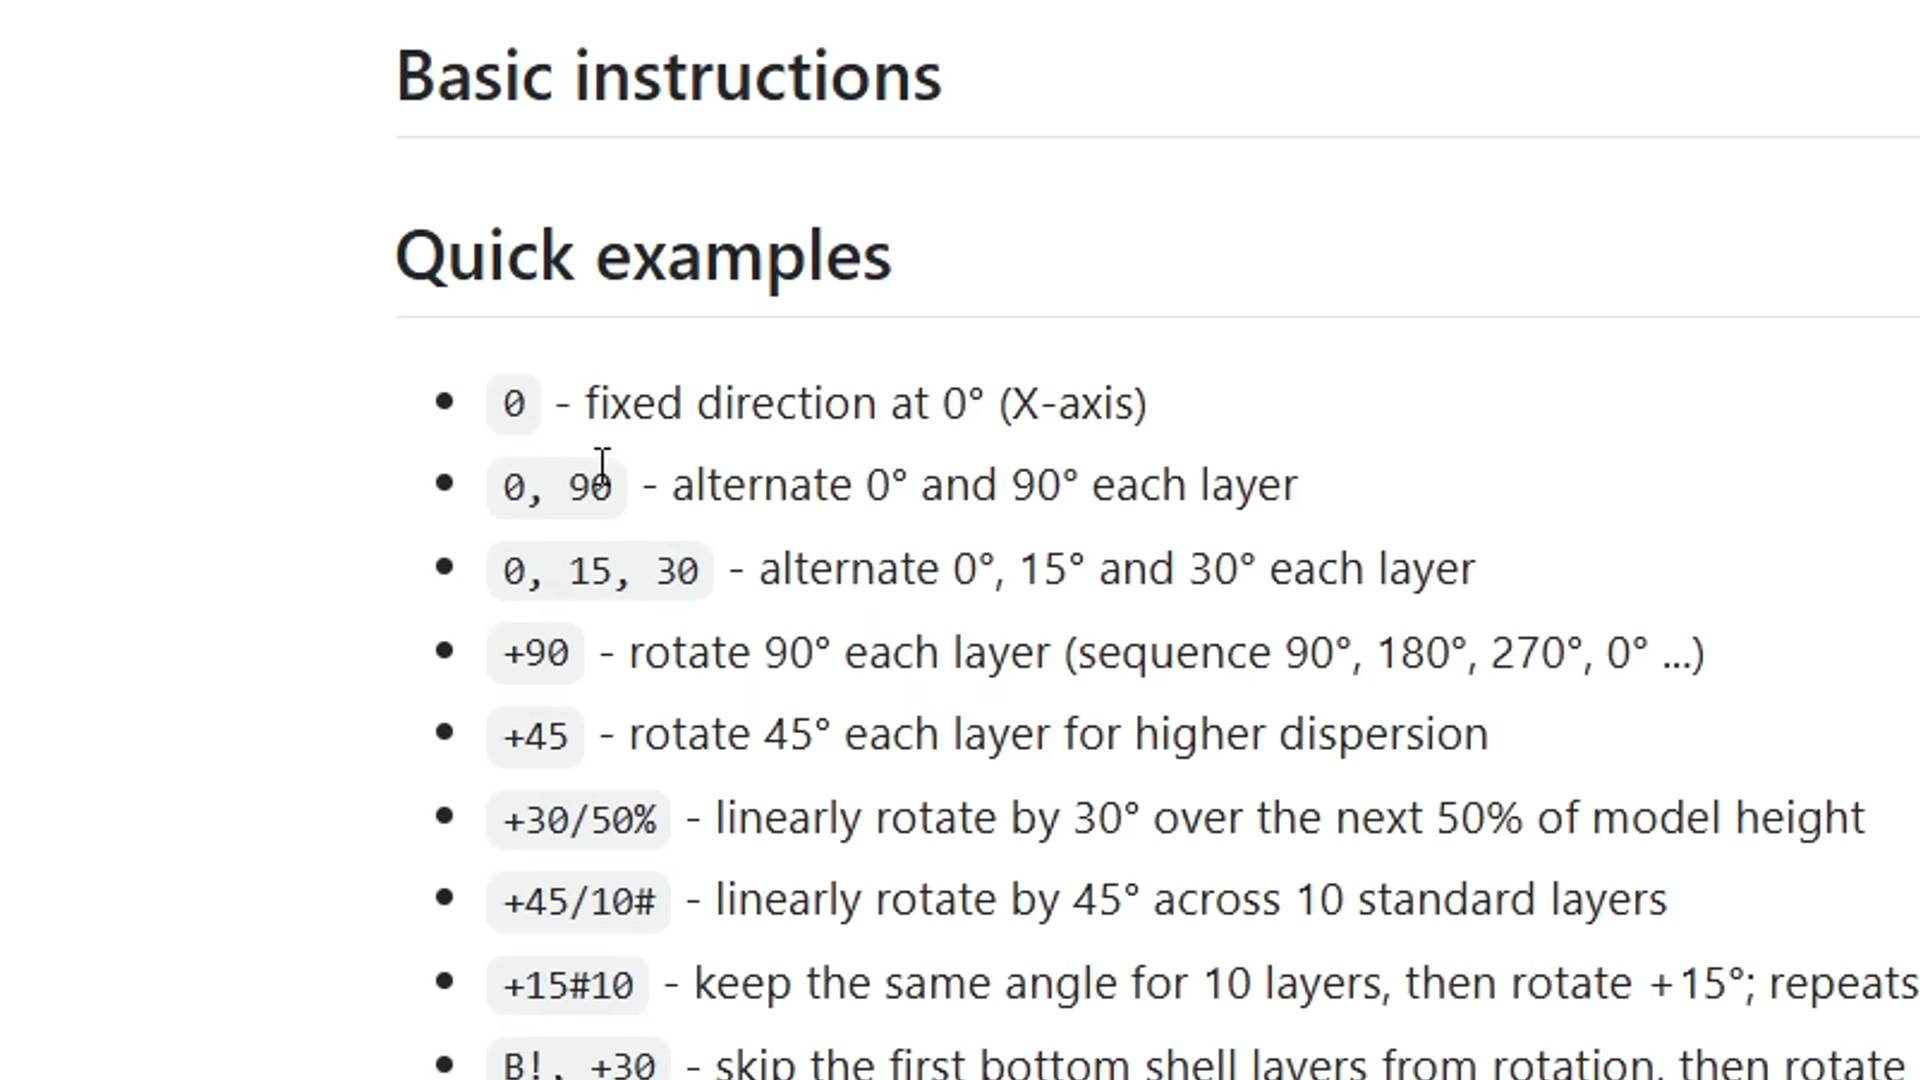 Basic instructions
Quick examples
• 0 - fixed direction at 0° (X-axis)
• 0, 90 - alternate 0° and 90° each layer
• 0, 15, 30 - alternate 0°, 15° and 30° each layer
• +90 - rotate 90° each layer (sequence 90°, 180°, 270°, 0° ...)
• +45 - rotate 45° each layer for higher dispersion
• +30/50% - linearly rotate by 30° over the next 50% of model height
• +45/10# - linearly rotate by 45° across 10 standard layers
• +15#10 - keep the same angle for 10 layers, then rotate +15°; repeats
• B!, +30 - skip the first bottom shell layers from rotation, then rotate